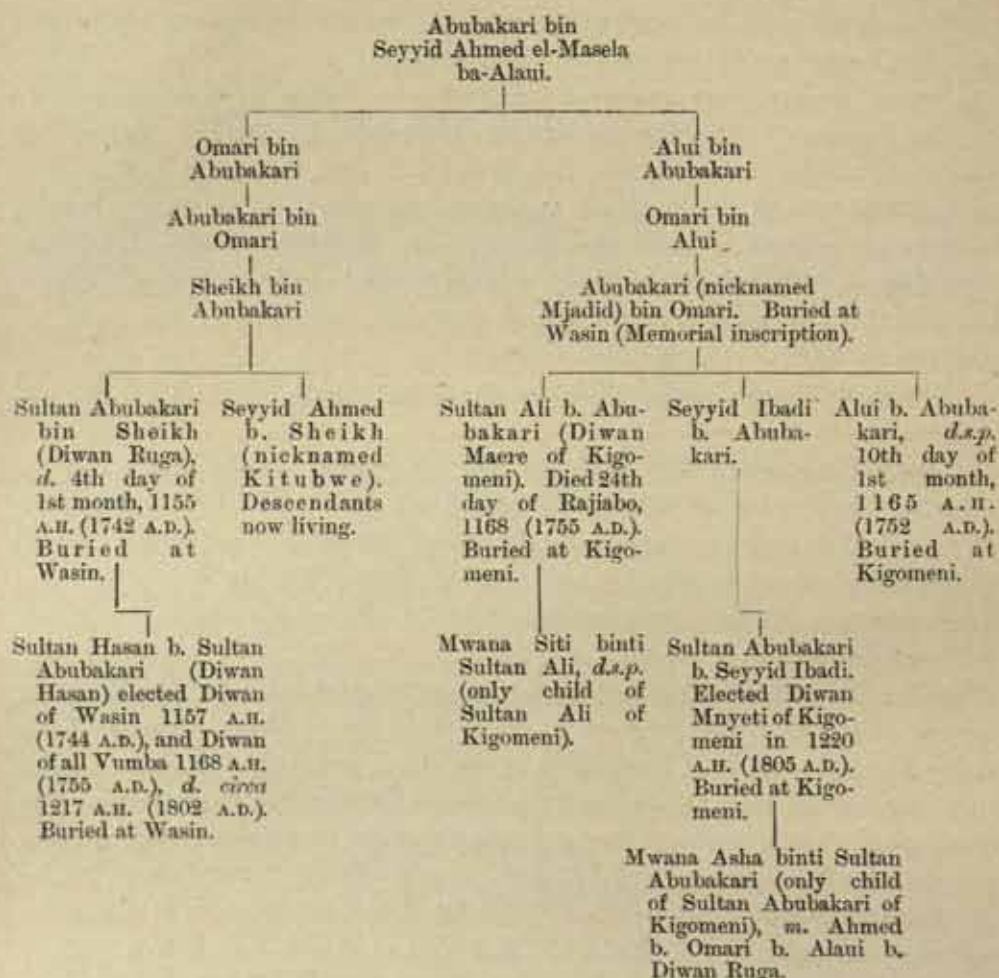 Abubakari bin
Seyyid Ahmed el-Masela
ba-Alaui.
Omari bin
Abubakari
Alui bin
Abubakari
Abubakari bin
Omari
Omari bin
Alui
Sheikh bin
Abubakari
Abubakari (nicknamed
Mjadid) bin Omari. Buried at
Wasin (Memorial inscription).
Sultan Abubakari
bin Sheikh
(Diwan Ruga),
d. 4th day of
1st month, 1155
A.H. (1742 A.D.).
Buried at
Wasin.
Seyyid Ahmed
b. Sheikh
(nicknamed
Kitubwe).
Descendants
now living.
Sultan Ali b. Abu-
bakari (Diwan
Macre of Kigo-
meni). Died 24th
day of Rajiabo,
1168 (1755 A.D.).
Buried at Kigo-
meni.
Seyyid Ibadi
b. Abuba-
kari.
Alui b. Abuba-
kari, d.s.p.
10th day of
1st month,
1165 A.H.
(1752 A.D.).
Buried at
Kigomeni.
Sultan Hasan b. Sultan
Abubakari (Diwan
Hasan) elected Diwan
of Wasin 1157 A.H.
(1744 A.D.), and Diwan
of all Vumba 1168 A.H.
(1755 A.D.), d. circa
1217 A.H. (1802 A.D.).
Buried at Wasin.
Mwana Siti binti
Sultan Ali, d.s.p.
(only child of
Sultan Ali of
Kigomeni).
Sultan Abubakari
b. Seyyid Ibadi.
Elected Diwan
Mnyeti of Kigo-
meni in 1220
A.H. (1805 A.D.).
Buried at Kigo-
meni.
Mwana Asha binti Sultan
Abubakari (only child
of Sultan Abubakari of
Kigomeni), m. Ahmed
b. Omari b. Alaui b.
Diwan Ruga.